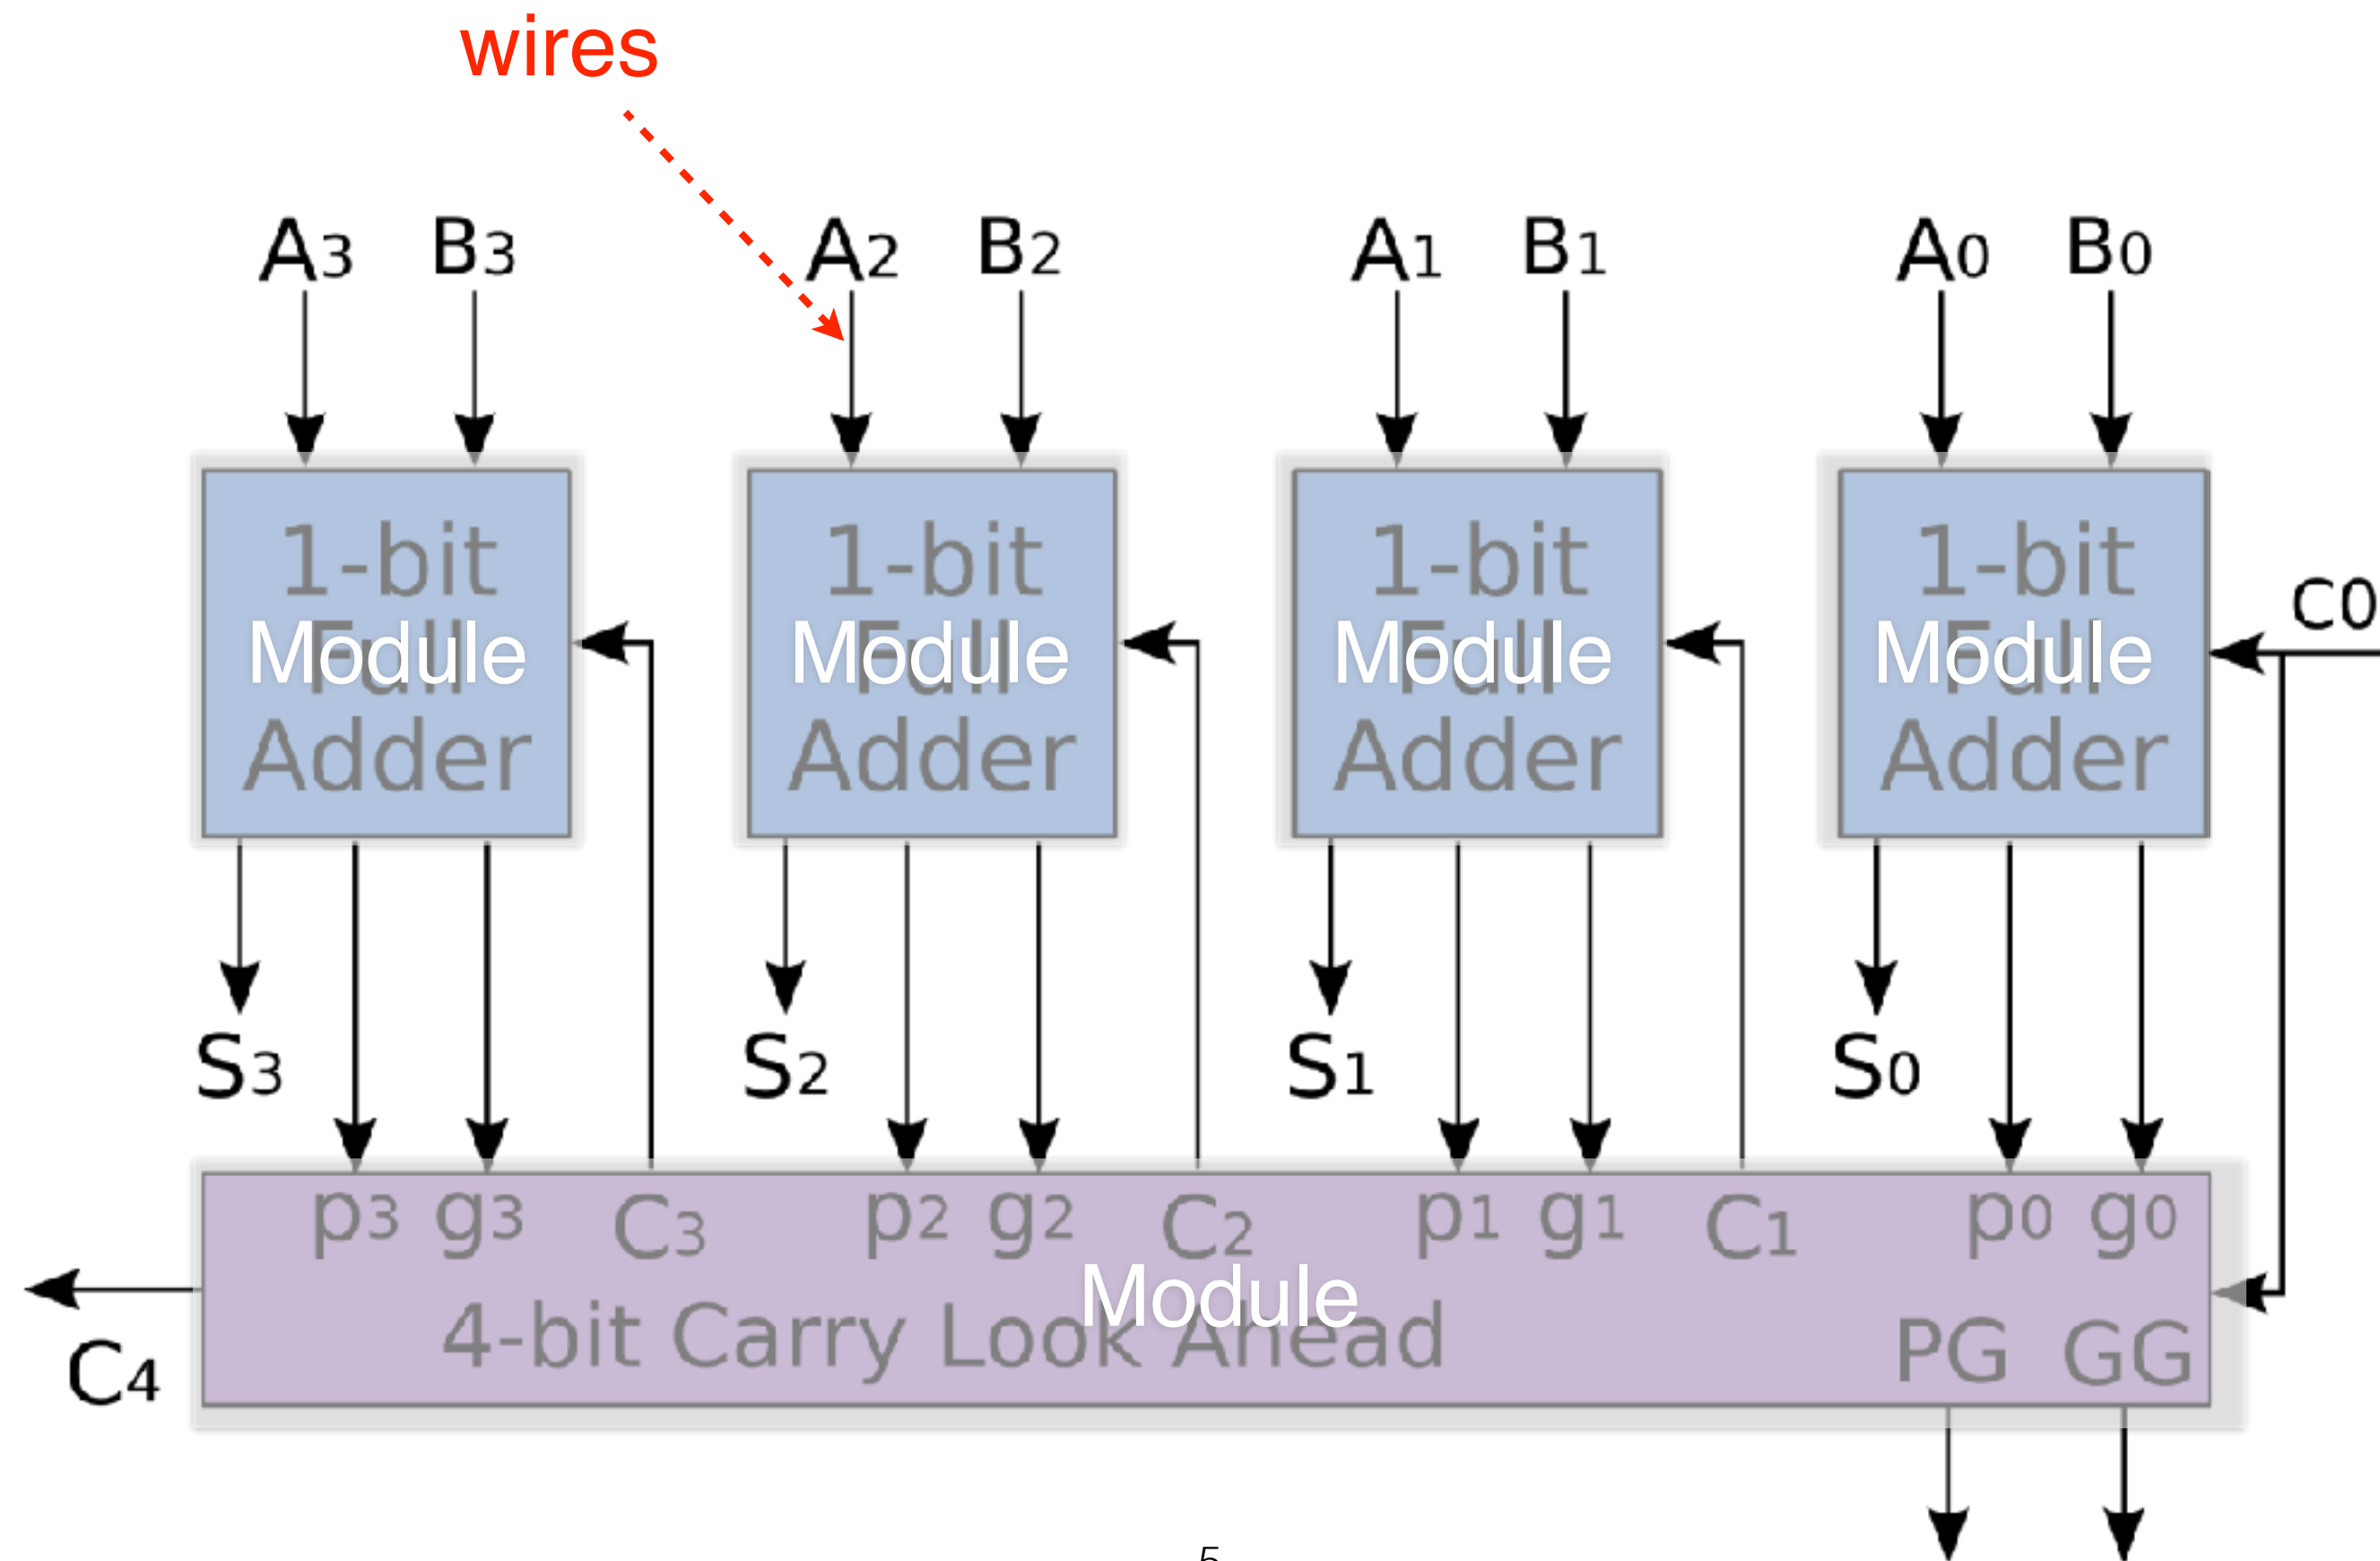 wires
A3 B3 A2 B2 A1 B1 A0 B0
1-bit Full Adder
Module
1-bit Full Adder
Module
1-bit Full Adder
Module
1-bit Full Adder
Module
C0
S3 S2 S1 S0
p3 g3 C3 p2 g2 C2 p1 g1 C1 p0 g0
Module
4-bit Carry Look Ahead
PG GG
C4
5